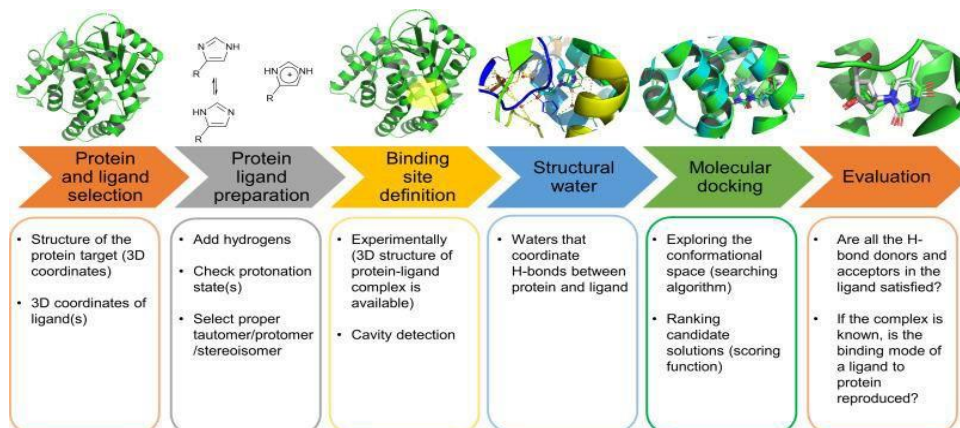 N
NH
R
HN
NH
+
R
HN
N
R
Protein
and ligand
selection
Protein
ligand
preparation
Binding
site
definition
Structural
water
Molecular
docking
Evaluation
• Structure of the
protein target (3D
coordinates)
• 3D coordinates of
ligand(s)
• Add hydrogens
• Check protonation
state(s)
• Select proper
tautomer/protomer
/stereoisomer
• Experimentally
(3D structure of
protein-ligand
complex is
available)
• Cavity detection
• Waters that
coordinate
H-bonds between
protein and ligand
• Exploring the
conformational
space (searching
algorithm)
• Ranking
candidate
solutions (scoring
function)
• Are all the H-
bond donors and
acceptors in the
ligand satisfied?
• If the complex is
known, is the
binding mode of
a ligand to
protein
reproduced?